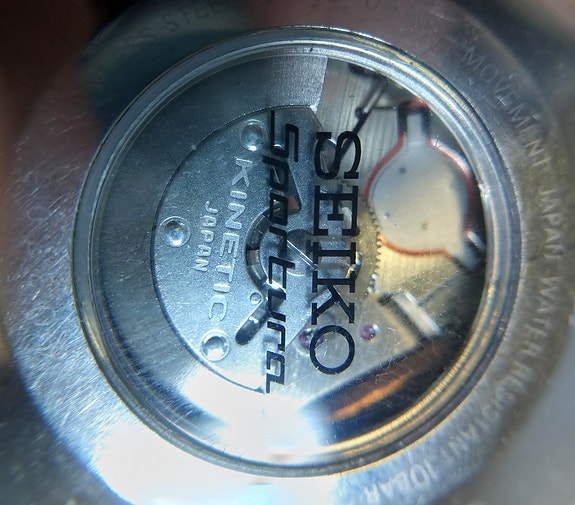 SEIKO
Sportura
KINETIC
JAPAN
MOVEMENT JAPAN WATER RESISTANT 10BAR